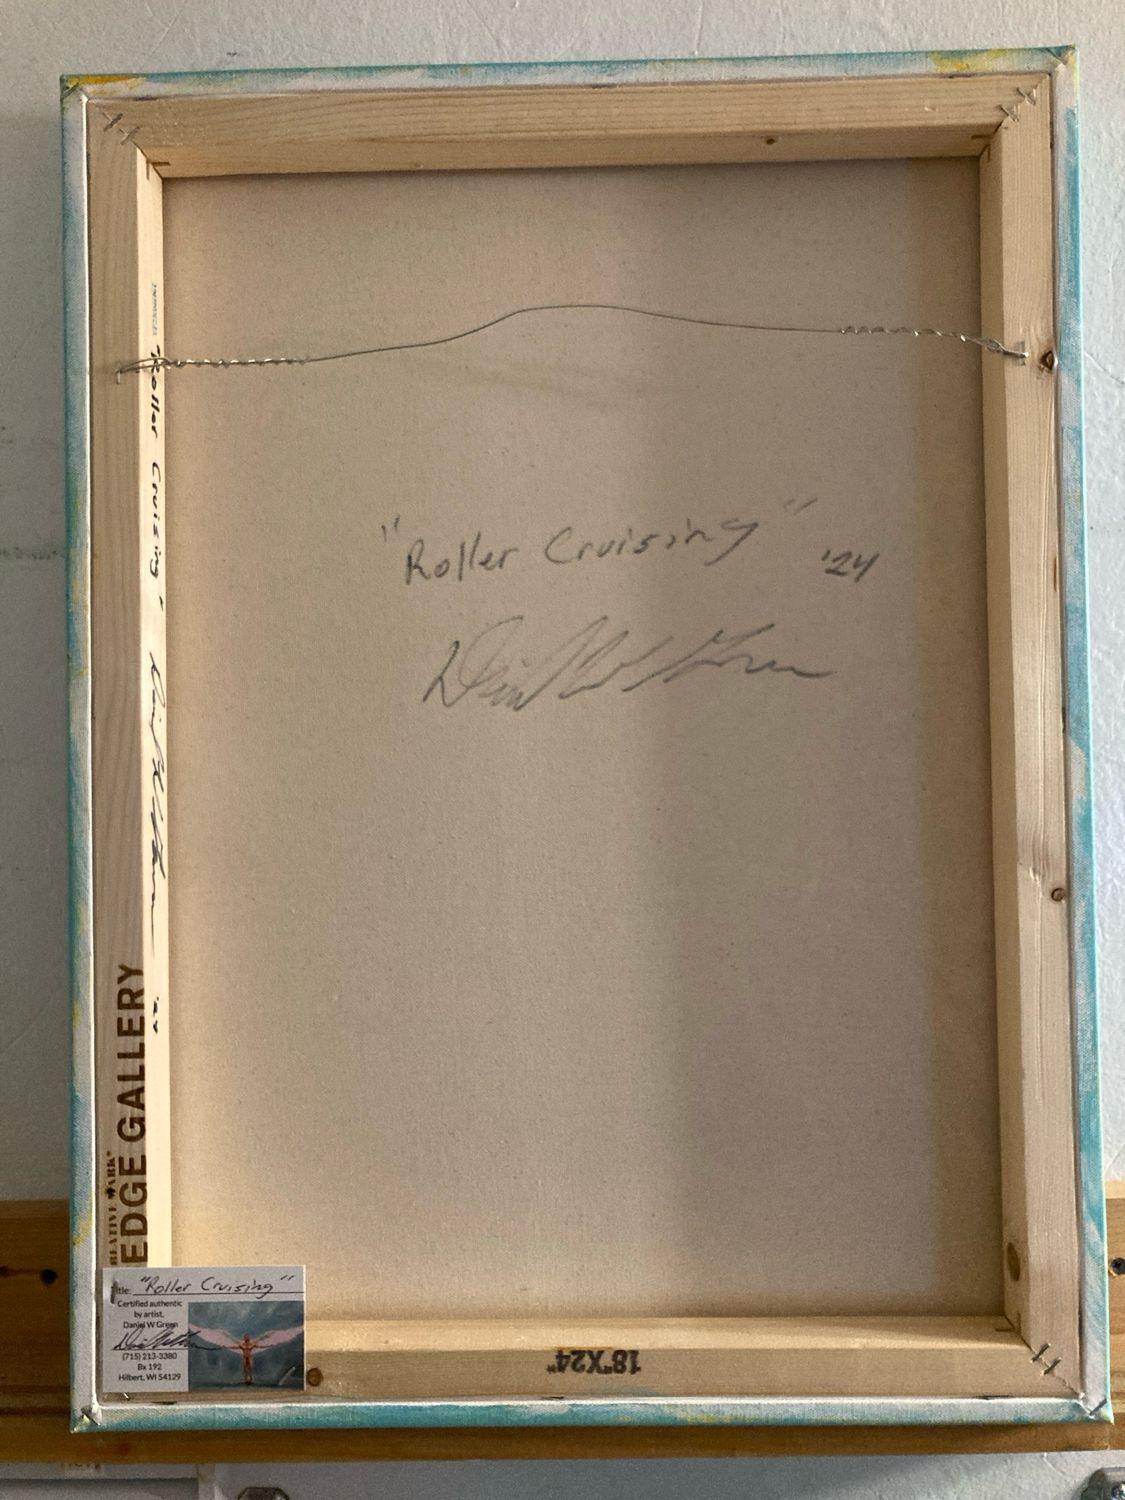 "Roller Cruising" '24
"Roller Cruising"
'24
EDGE GALLERY
Title: "Roller Cruising"
Certified authentic
by artist,
Daniel W Green
(715) 213-3380
Bx 192
Hilbert, WI 54129
18"X24"